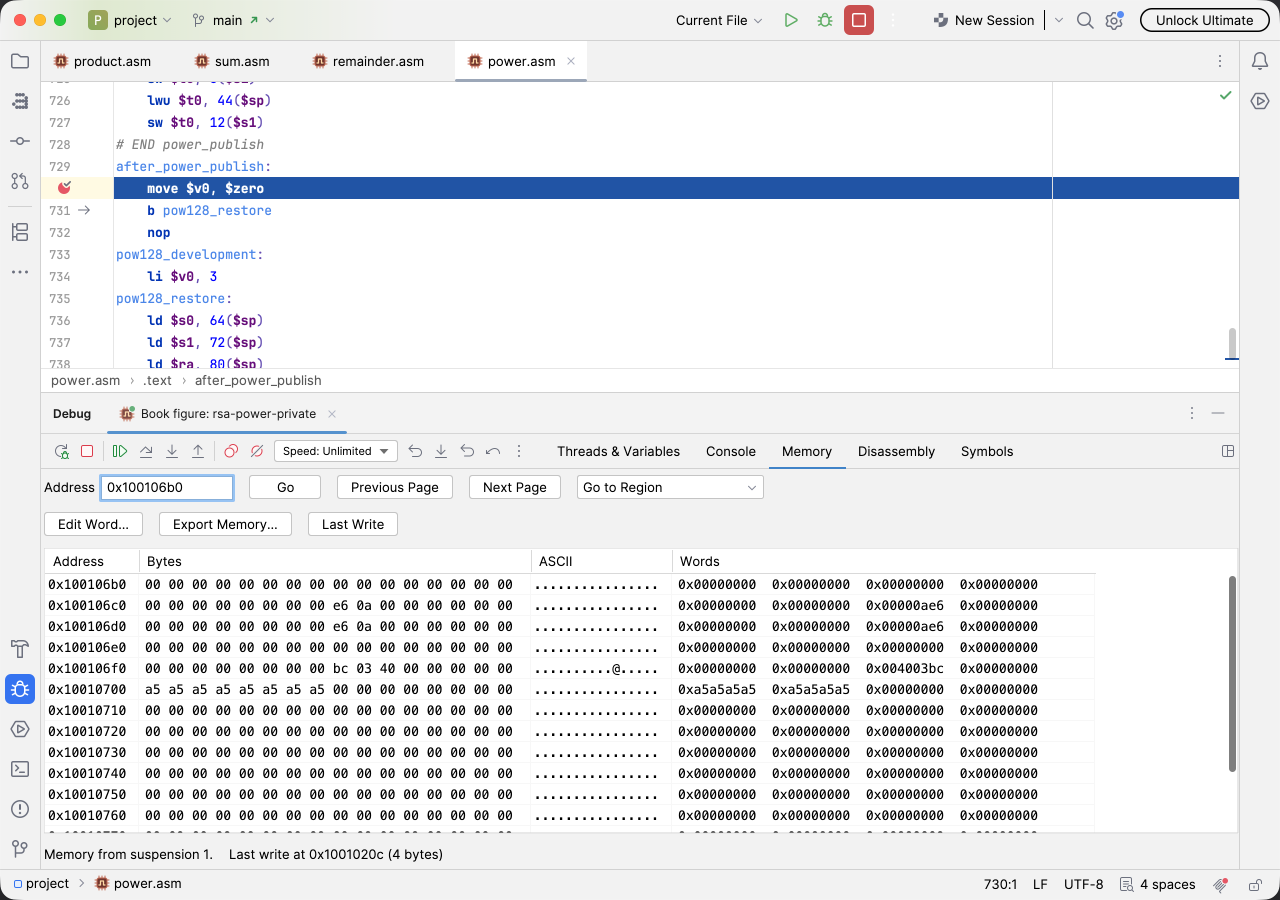 P project main Current File New Session Unlock Ultimate
product.asm sum.asm remainder.asm power.asm
726 lwu $t0, 44($sp)
727 sw $t0, 12($s1)
728 # END power_publish
729 after_power_publish:
move $v0, $zero
731 b pow128_restore
732 nop
733 pow128_development:
734 li $v0, 3
735 pow128_restore:
736 ld $s0, 64($sp)
737 ld $s1, 72($sp)
738 ld $ra, 80($sp)
power.asm .text after_power_publish
Debug Book figure: rsa-power-private
Speed: Unlimited Threads & Variables Console Memory Disassembly Symbols
Address 0x100106b0 Go Previous Page Next Page Go to Region
Edit Word... Export Memory... Last Write
Address Bytes ASCII Words
0x100106b0 00 00 00 00 00 00 00 00 00 00 00 00 00 00 00 00 ................ 0x00000000 0x00000000 0x00000000 0x00000000
0x100106c0 00 00 00 00 00 00 00 00 e6 0a 00 00 00 00 00 00 ................ 0x00000000 0x00000000 0x00000ae6 0x00000000
0x100106d0 00 00 00 00 00 00 00 00 e6 0a 00 00 00 00 00 00 ................ 0x00000000 0x00000000 0x00000ae6 0x00000000
0x100106e0 00 00 00 00 00 00 00 00 00 00 00 00 00 00 00 00 ................ 0x00000000 0x00000000 0x00000000 0x00000000
0x100106f0 00 00 00 00 00 00 00 00 bc 03 40 00 00 00 00 00 ..........@..... 0x00000000 0x00000000 0x004003bc 0x00000000
0x10010700 a5 a5 a5 a5 a5 a5 a5 a5 00 00 00 00 00 00 00 00 ................ 0xa5a5a5a5 0xa5a5a5a5 0x00000000 0x00000000
0x10010710 00 00 00 00 00 00 00 00 00 00 00 00 00 00 00 00 ................ 0x00000000 0x00000000 0x00000000 0x00000000
0x10010720 00 00 00 00 00 00 00 00 00 00 00 00 00 00 00 00 ................ 0x00000000 0x00000000 0x00000000 0x00000000
0x10010730 00 00 00 00 00 00 00 00 00 00 00 00 00 00 00 00 ................ 0x00000000 0x00000000 0x00000000 0x00000000
0x10010740 00 00 00 00 00 00 00 00 00 00 00 00 00 00 00 00 ................ 0x00000000 0x00000000 0x00000000 0x00000000
0x10010750 00 00 00 00 00 00 00 00 00 00 00 00 00 00 00 00 ................ 0x00000000 0x00000000 0x00000000 0x00000000
0x10010760 00 00 00 00 00 00 00 00 00 00 00 00 00 00 00 00 ................ 0x00000000 0x00000000 0x00000000 0x00000000
Memory from suspension 1. Last write at 0x1001020c (4 bytes)
project power.asm 730:1 LF UTF-8 4 spaces